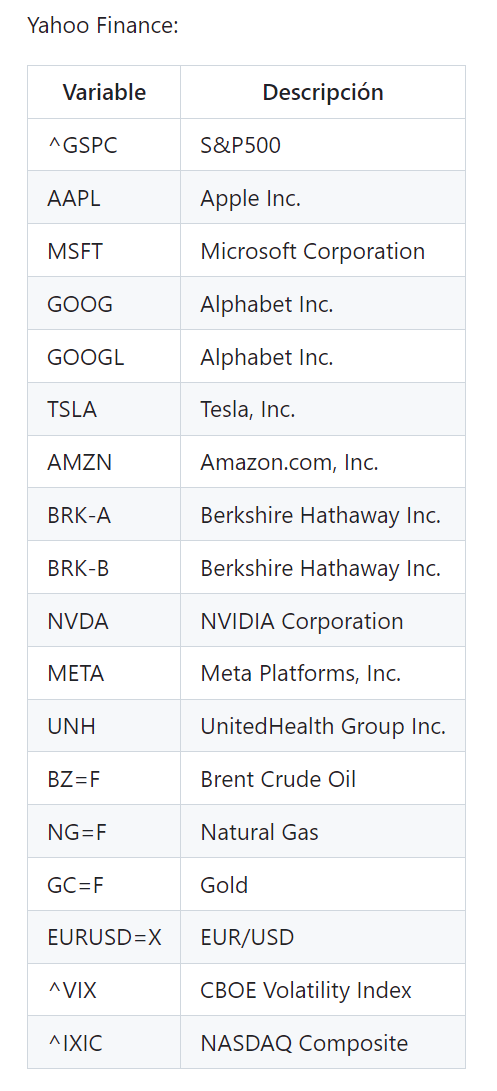 Yahoo Finance:
Variable Descripción
^GSPC S&P500
AAPL Apple Inc.
MSFT Microsoft Corporation
GOOG Alphabet Inc.
GOOGL Alphabet Inc.
TSLA Tesla, Inc.
AMZN Amazon.com, Inc.
BRK-A Berkshire Hathaway Inc.
BRK-B Berkshire Hathaway Inc.
NVDA NVIDIA Corporation
META Meta Platforms, Inc.
UNH UnitedHealth Group Inc.
BZ=F Brent Crude Oil
NG=F Natural Gas
GC=F Gold
EURUSD=X EUR/USD
^VIX CBOE Volatility Index
^IXIC NASDAQ Composite